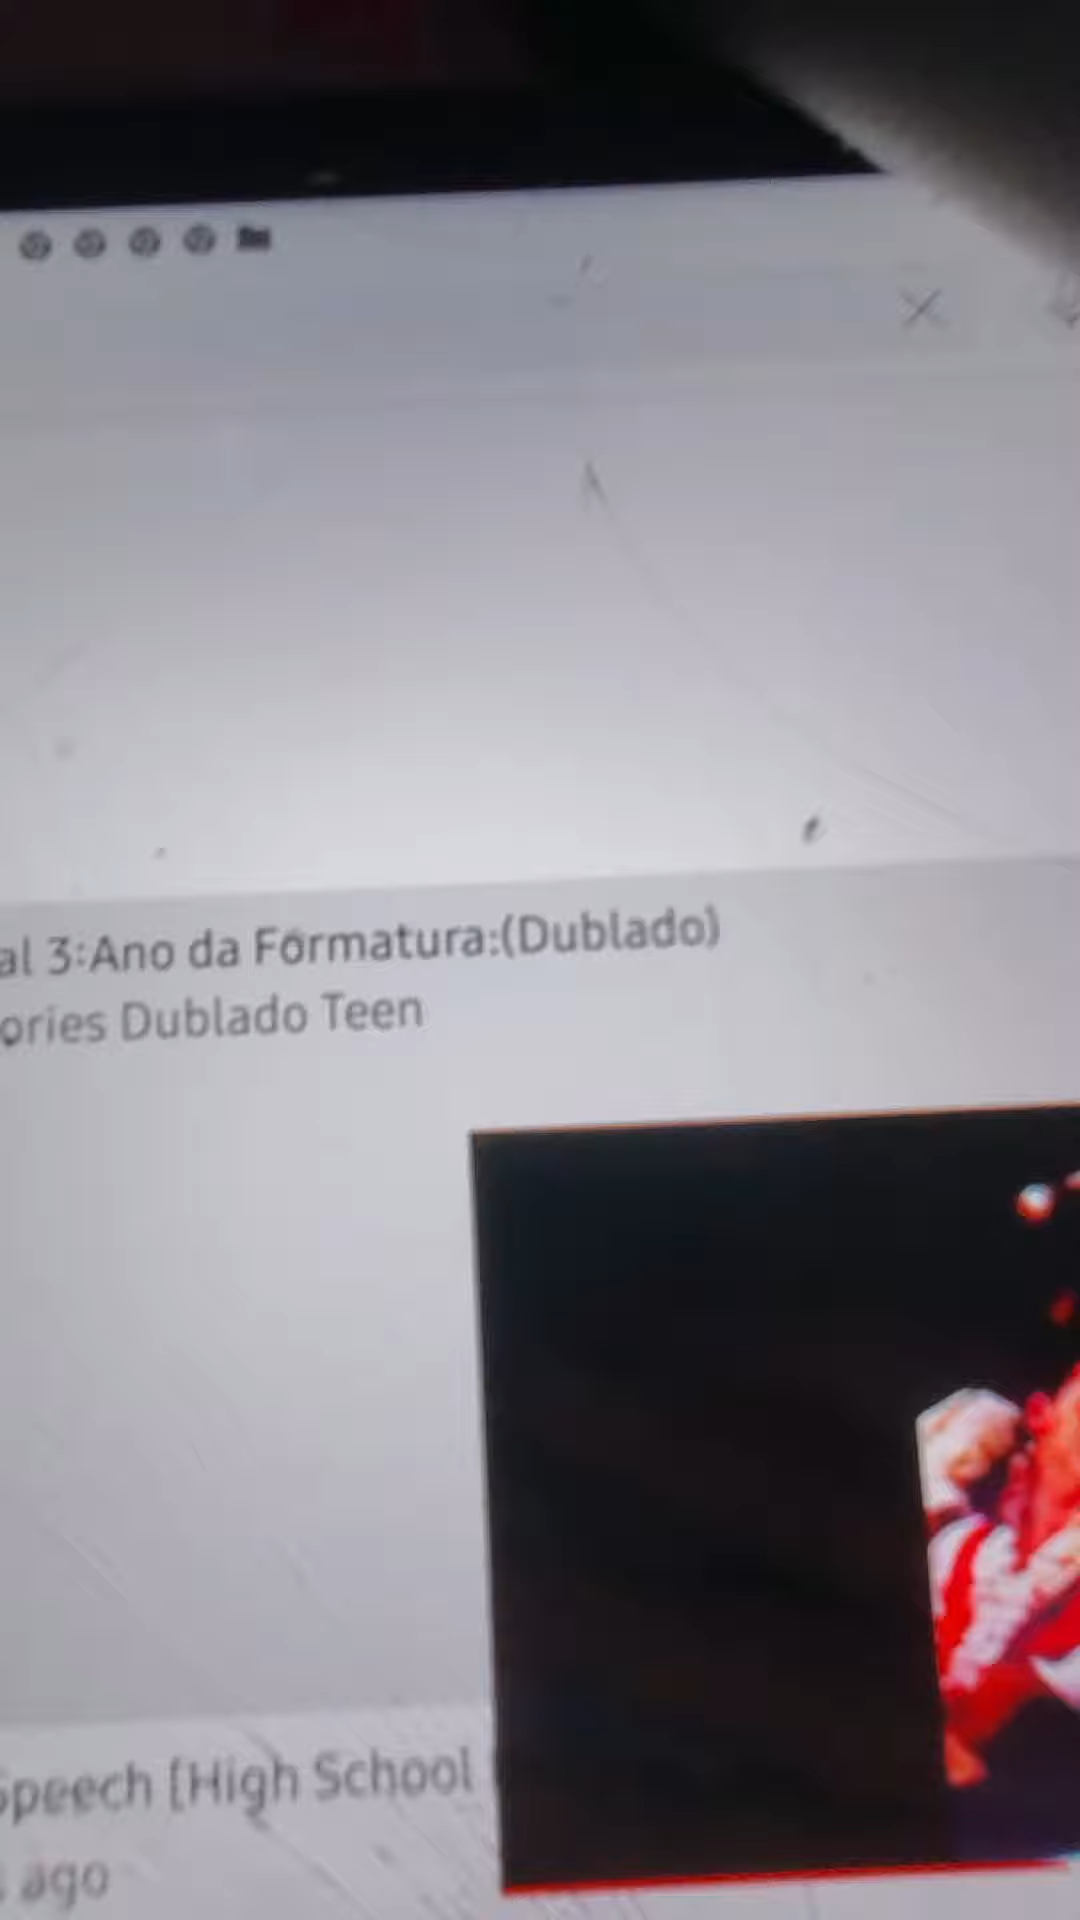 al 3:Ano da Formatura:(Dublado)
ories Dublado Teen
Speech [High School
ago